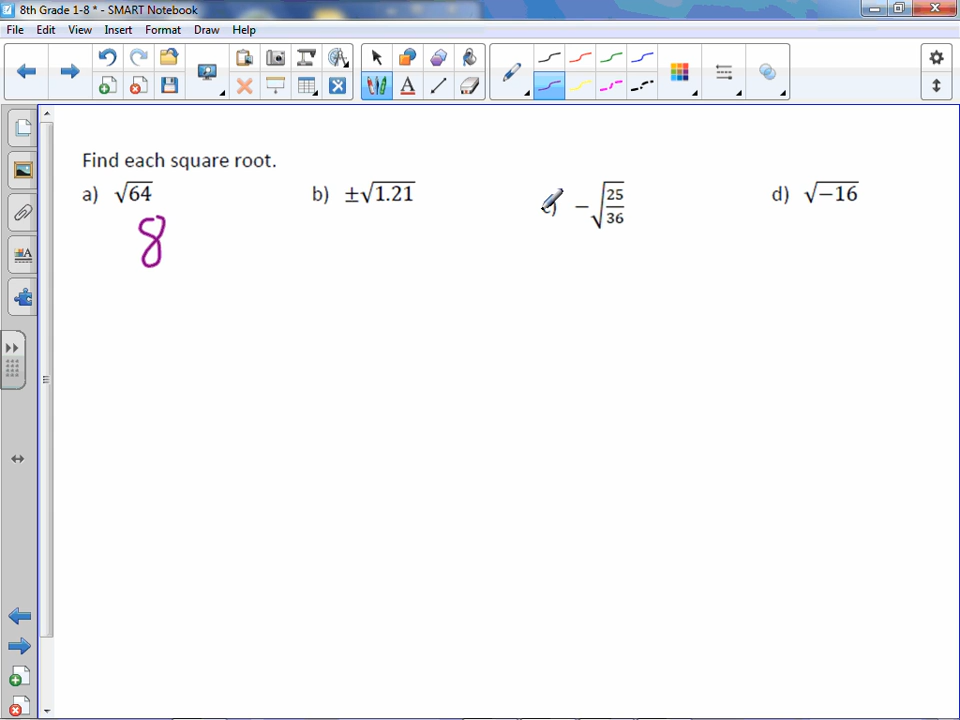 8th Grade 1-8 * - SMART Notebook
File Edit View Insert Format Draw Help
Find each square root.
a) √64 b) ±√1.21 c) −√(25/36) d) √−16
8